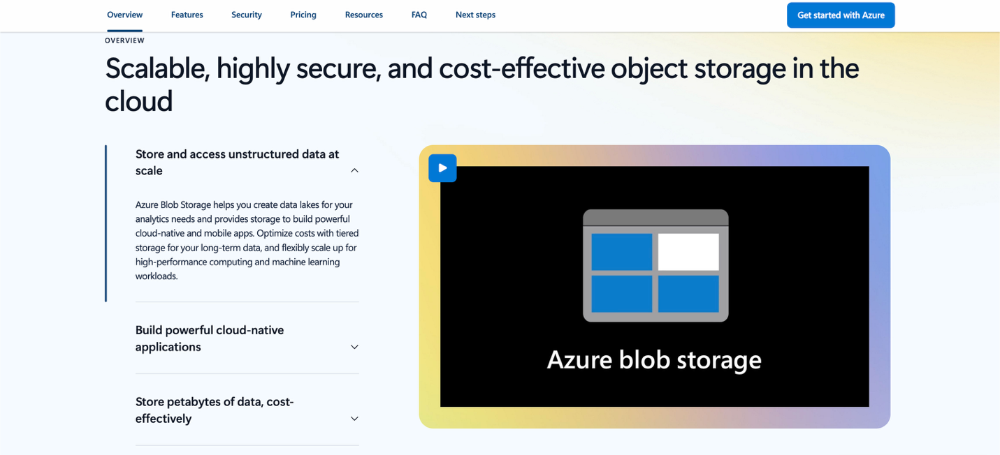 Overview
Features
Security
Pricing
Resources
FAQ
Next steps
Get started with Azure
OVERVIEW
Scalable, highly secure, and cost-effective object storage in the
cloud
Store and access unstructured data at
scale
Azure Blob Storage helps you create data lakes for your
analytics needs and provides storage to build powerful
cloud-native and mobile apps. Optimize costs with tiered
storage for your long-term data, and flexibly scale up for
high-performance computing and machine learning
workloads.
Build powerful cloud-native
applications
Store petabytes of data, cost-
effectively
Azure blob storage